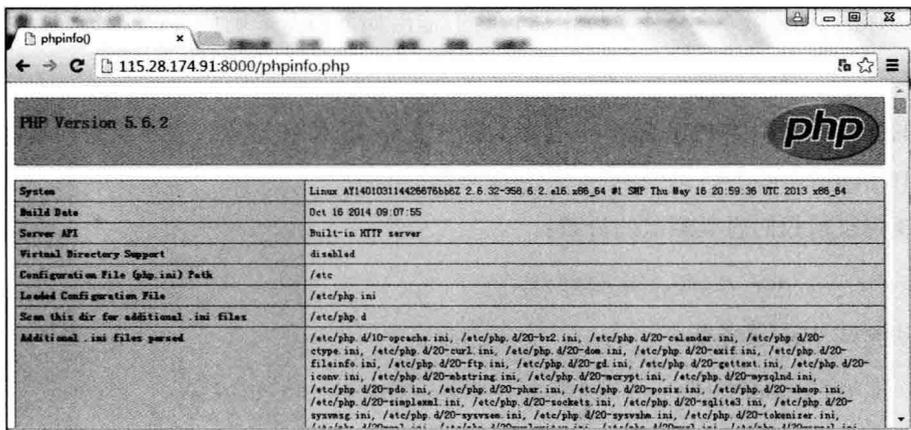 phpinfo()
115.28.174.91:8000/phpinfo.php
PHP Version 5.6.2
php
System
Linux AY140103114426676bb6Z 2.6.32-358.6.2.el6.x86_64 #1 SMP Thu May 16 20:59:36 UTC 2013 x86_64
Build Date
Oct 16 2014 09:07:55
Server API
Built-in HTTP server
Virtual Directory Support
disabled
Configuration File (php.ini) Path
/etc
Loaded Configuration File
/etc/php.ini
Scan this dir for additional .ini files
/etc/php.d
Additional .ini files parsed
/etc/php.d/10-opcache.ini, /etc/php.d/20-bz2.ini, /etc/php.d/20-calendar.ini, /etc/php.d/20-
ctype.ini, /etc/php.d/20-curl.ini, /etc/php.d/20-dom.ini, /etc/php.d/20-exif.ini, /etc/php.d/20-
fileinfo.ini, /etc/php.d/20-ftp.ini, /etc/php.d/20-gd.ini, /etc/php.d/20-gettext.ini, /etc/php.d/20-
iconv.ini, /etc/php.d/20-mbstring.ini, /etc/php.d/20-mcrypt.ini, /etc/php.d/20-mysqlnd.ini,
/etc/php.d/20-pdo.ini, /etc/php.d/20-phar.ini, /etc/php.d/20-posix.ini, /etc/php.d/20-shmop.ini,
/etc/php.d/20-simplexml.ini, /etc/php.d/20-sockets.ini, /etc/php.d/20-sqlite3.ini, /etc/php.d/20-
sysvmsg.ini, /etc/php.d/20-sysvsem.ini, /etc/php.d/20-sysvshm.ini, /etc/php.d/20-tokenizer.ini,